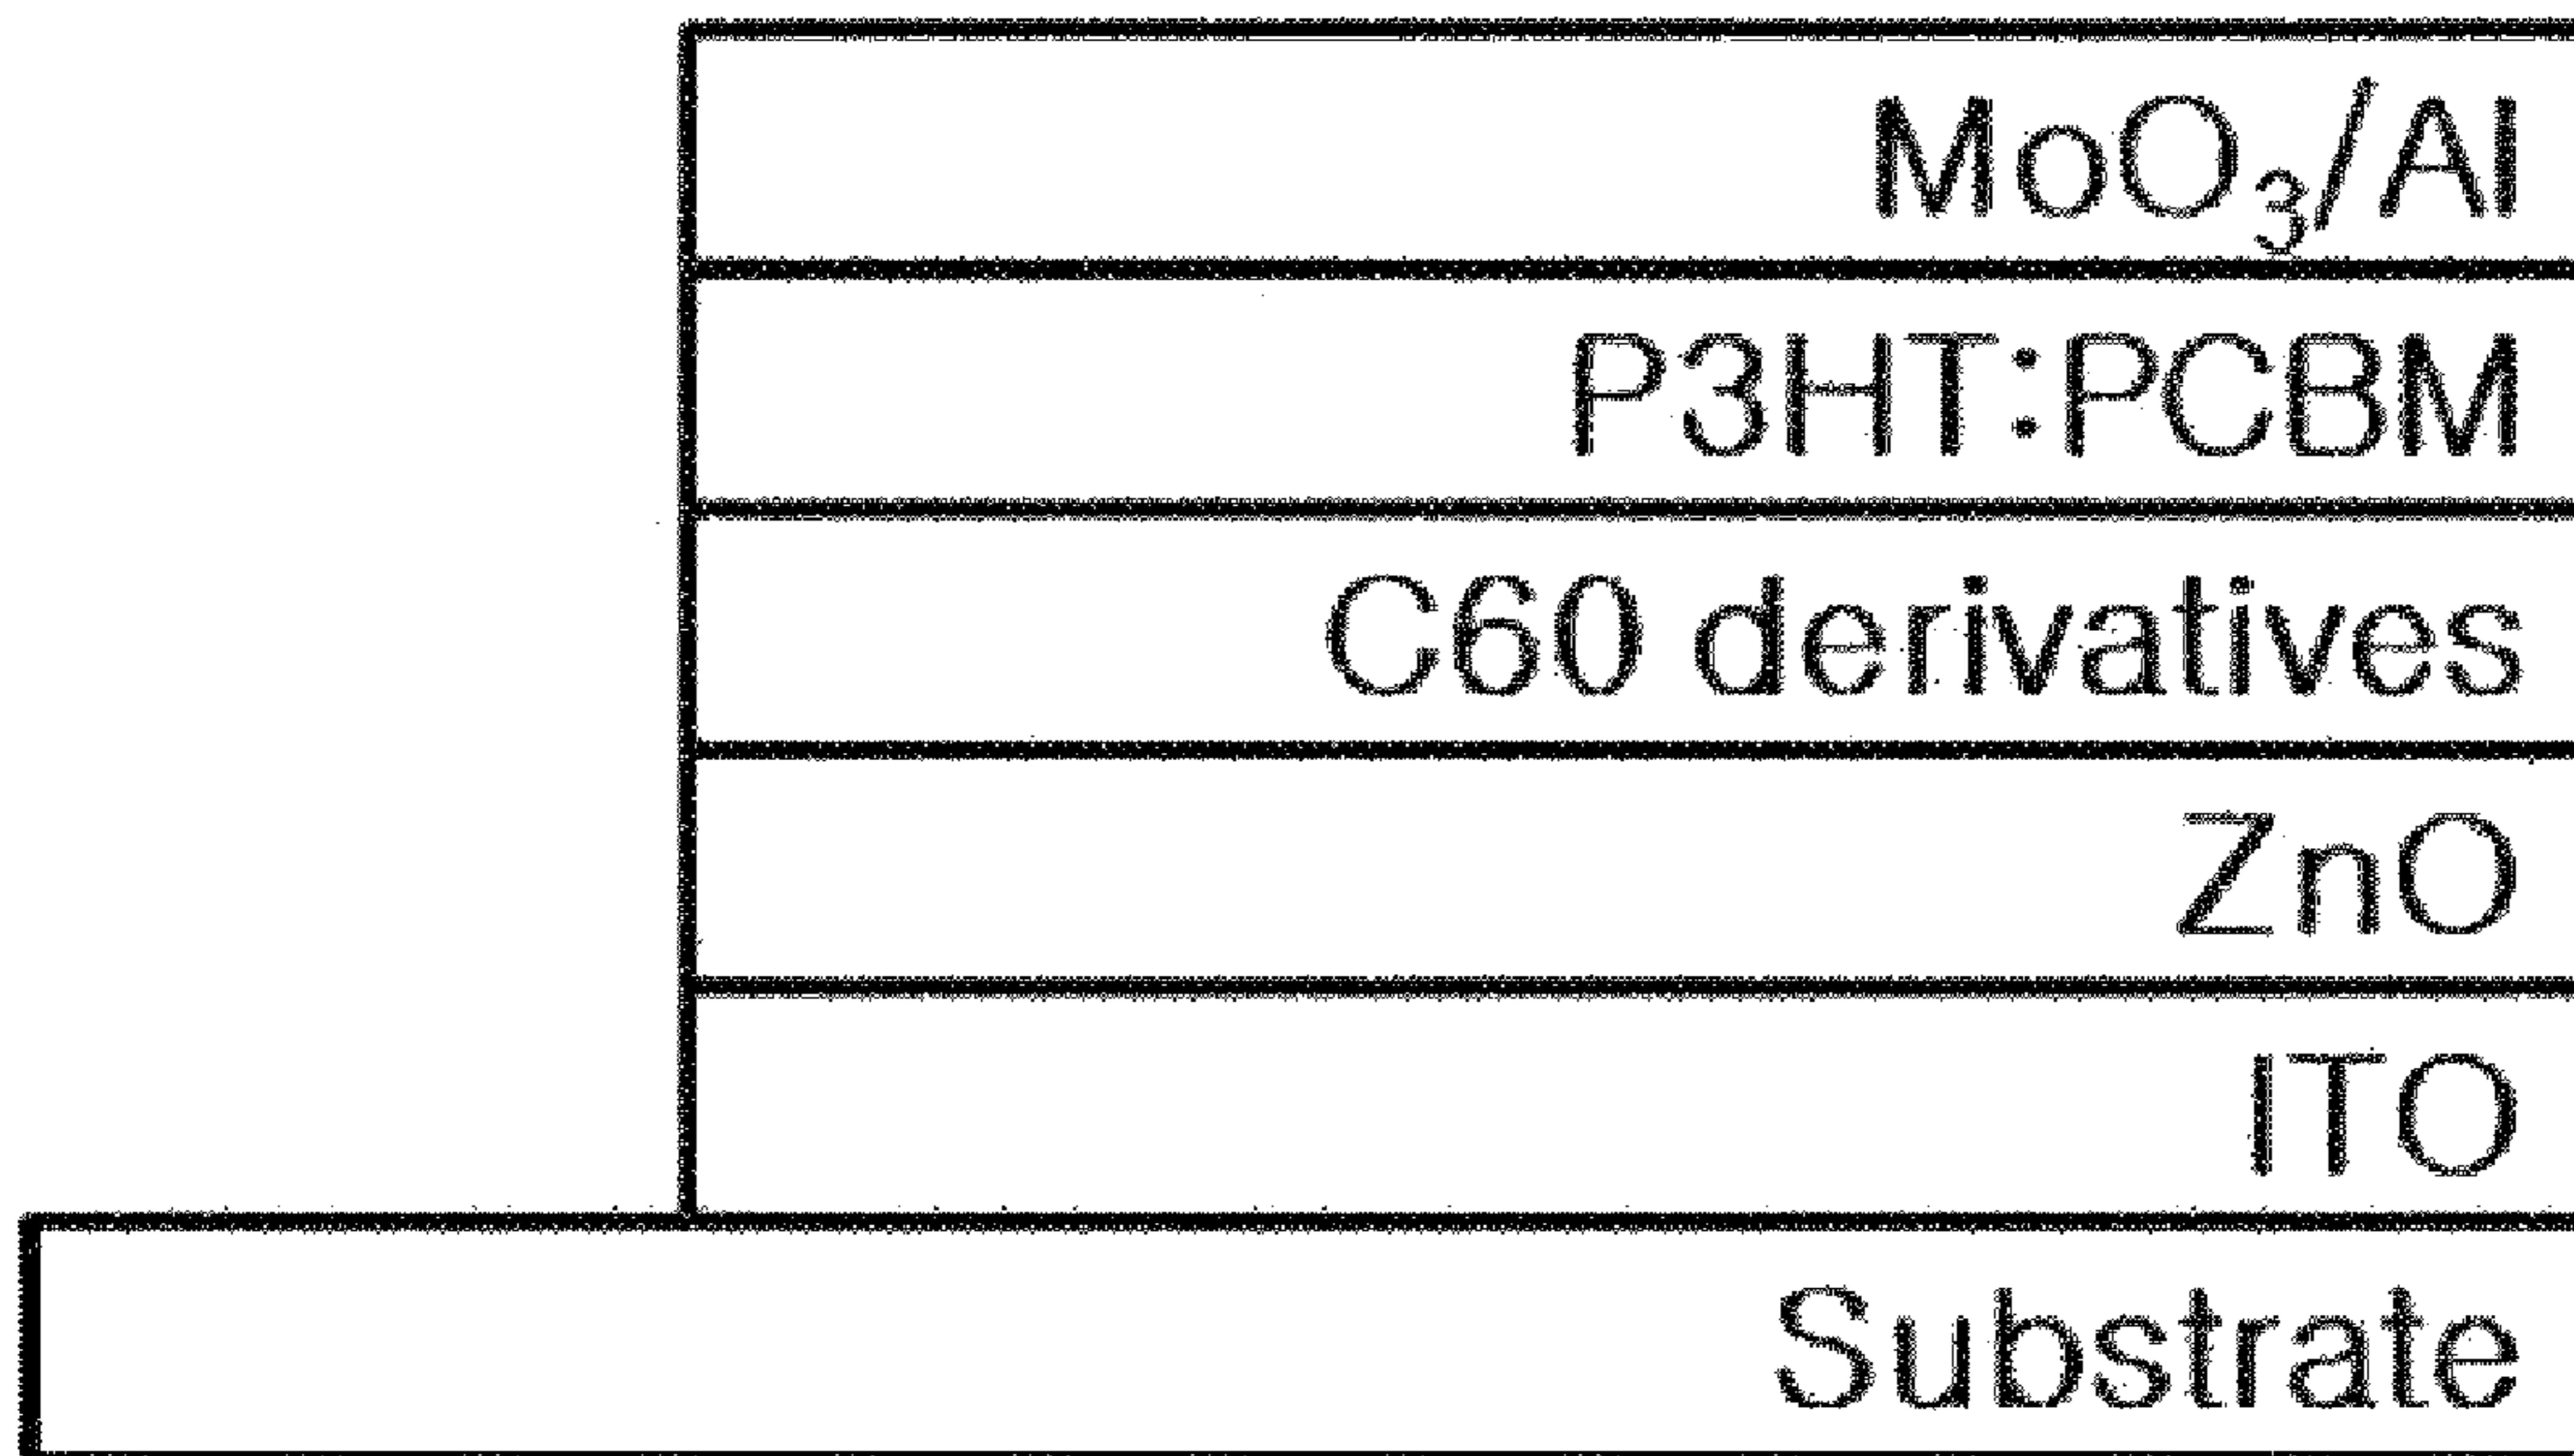 MoO₃/Al
P3HT:PCBM
C60 derivatives
ZnO
ITO
Substrate